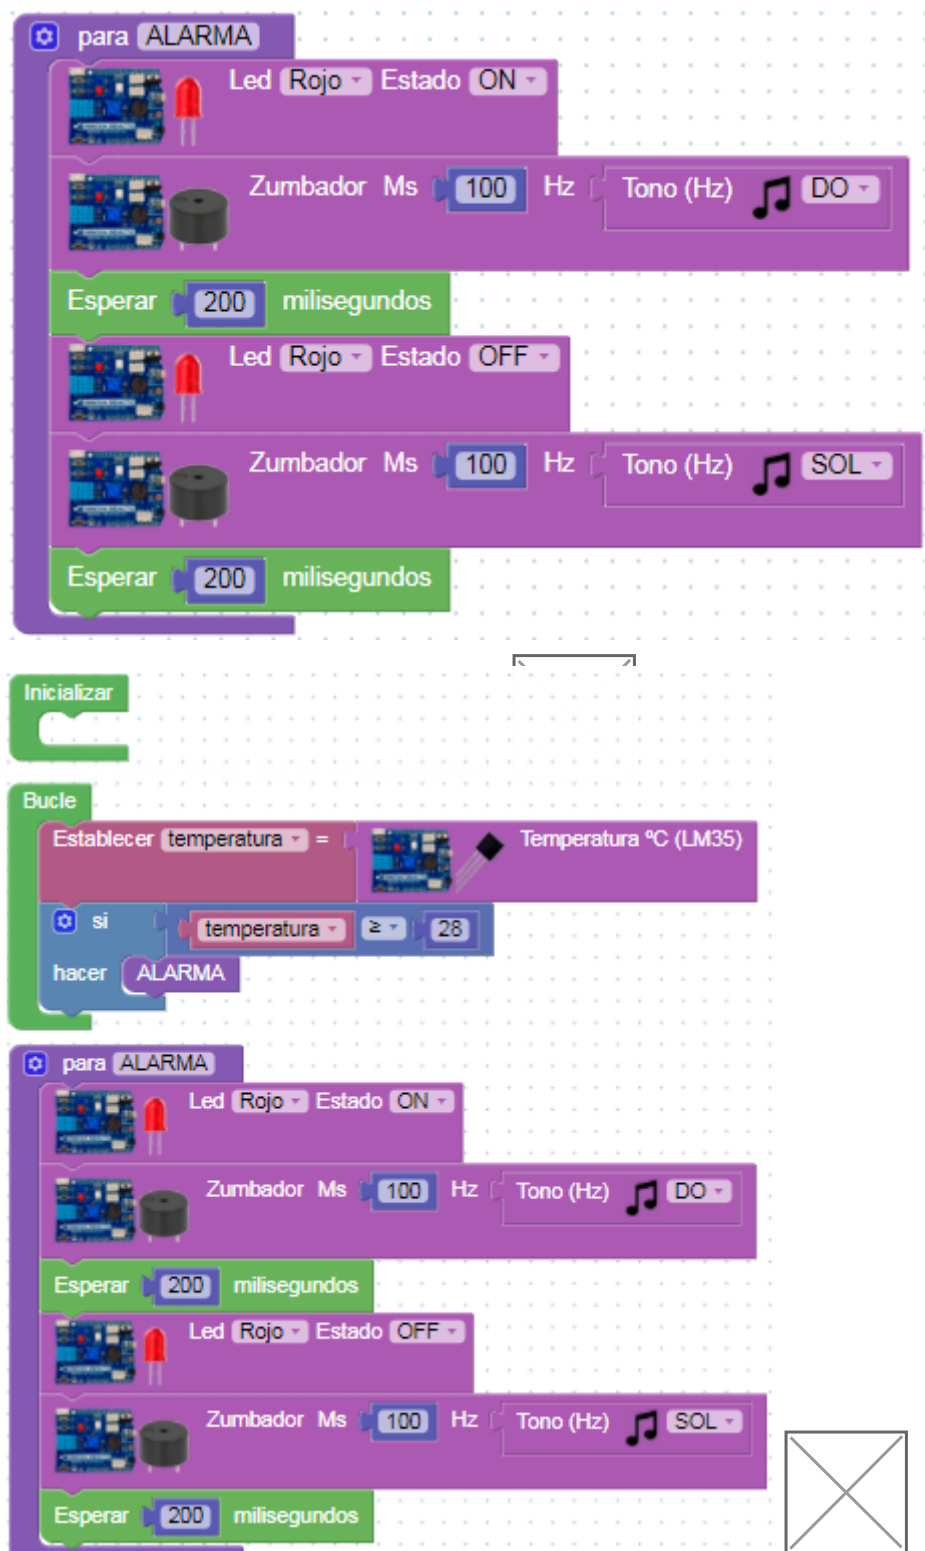 para ALARMA
Led Rojo Estado ON
Zumbador Ms 100 Hz Tono (Hz) DO
Esperar 200 milisegundos
Led Rojo Estado OFF
Zumbador Ms 100 Hz Tono (Hz) SOL
Esperar 200 milisegundos
Inicializar
Bucle
Establecer temperatura = Temperatura ºC (LM35)
si temperatura ≥ 28
hacer ALARMA
para ALARMA
Led Rojo Estado ON
Zumbador Ms 100 Hz Tono (Hz) DO
Esperar 200 milisegundos
Led Rojo Estado OFF
Zumbador Ms 100 Hz Tono (Hz) SOL
Esperar 200 milisegundos